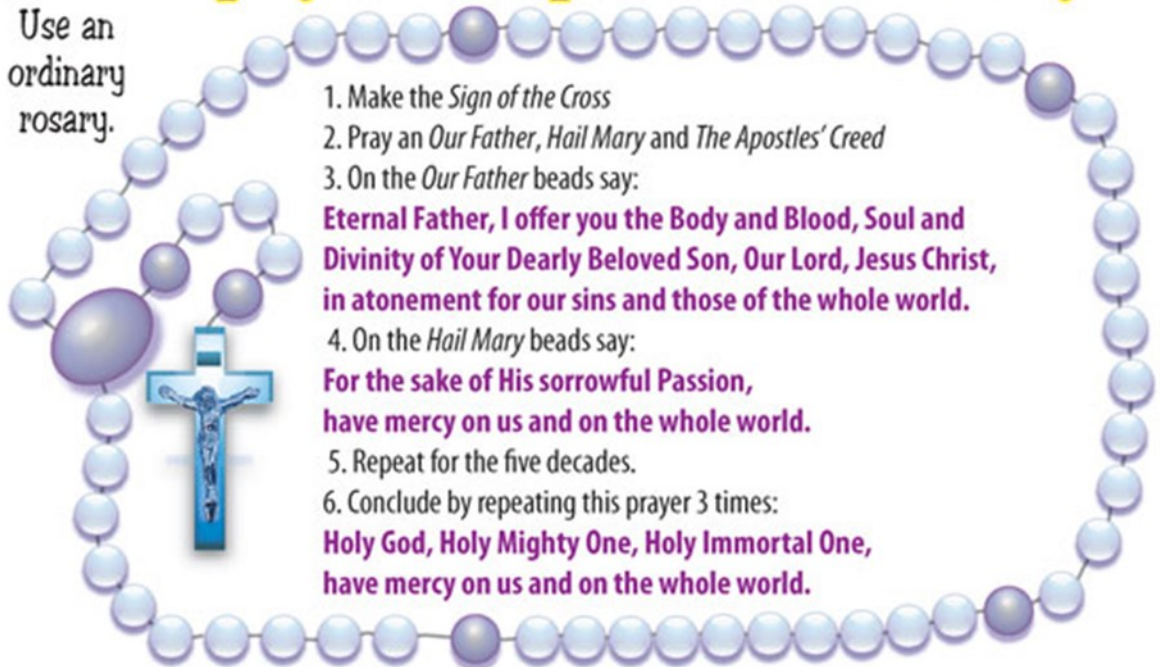 Use an
ordinary
rosary.
1. Make the Sign of the Cross
2. Pray an Our Father, Hail Mary and The Apostles' Creed
3. On the Our Father beads say:
Eternal Father, I offer you the Body and Blood, Soul and
Divinity of Your Dearly Beloved Son, Our Lord, Jesus Christ,
in atonement for our sins and those of the whole world.
4. On the Hail Mary beads say:
For the sake of His sorrowful Passion,
have mercy on us and on the whole world.
5. Repeat for the five decades.
6. Conclude by repeating this prayer 3 times:
Holy God, Holy Mighty One, Holy Immortal One,
have mercy on us and on the whole world.